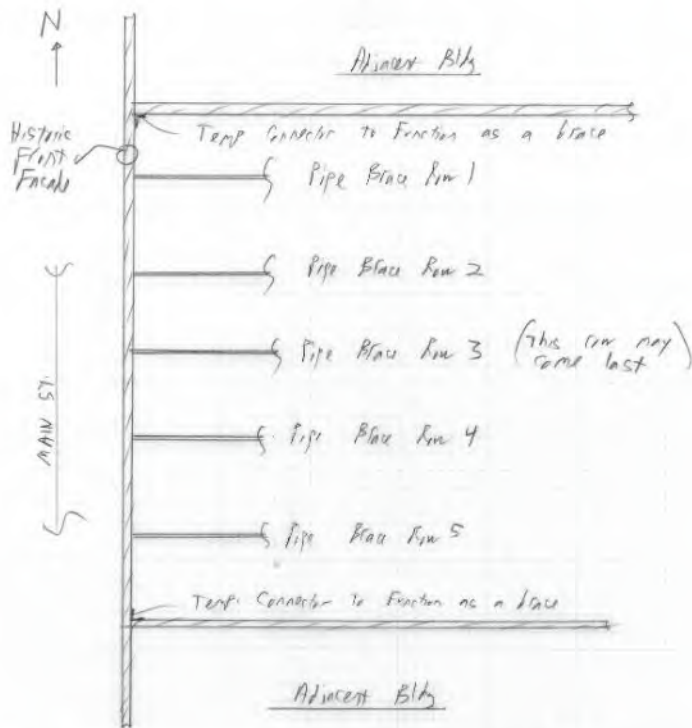 N
Adjacent Bldg
Historic
Front
Facade
Temp Connector to Function as a brace
Pipe Brace Row 1
Pipe Brace Row 2
Pipe Brace Row 3 (This row may
come last)
MAIN ST.
Pipe Brace Row 4
Pipe Brace Row 5
Temp. Connector to Function as a brace
Adjacent Bldg